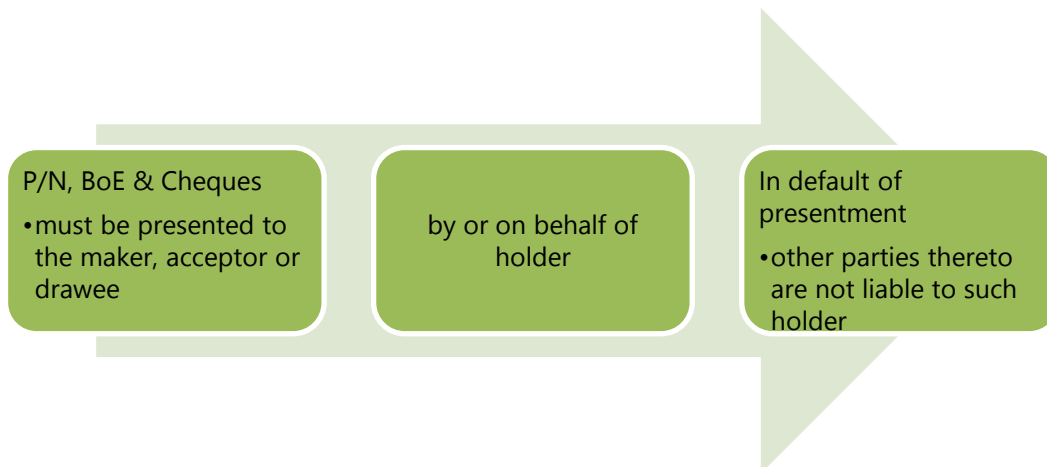 P/N, BoE & Cheques
•must be presented to
the maker, acceptor or
drawee
by or on behalf of
holder
In default of
presentment
•other parties thereto
are not liable to such
holder